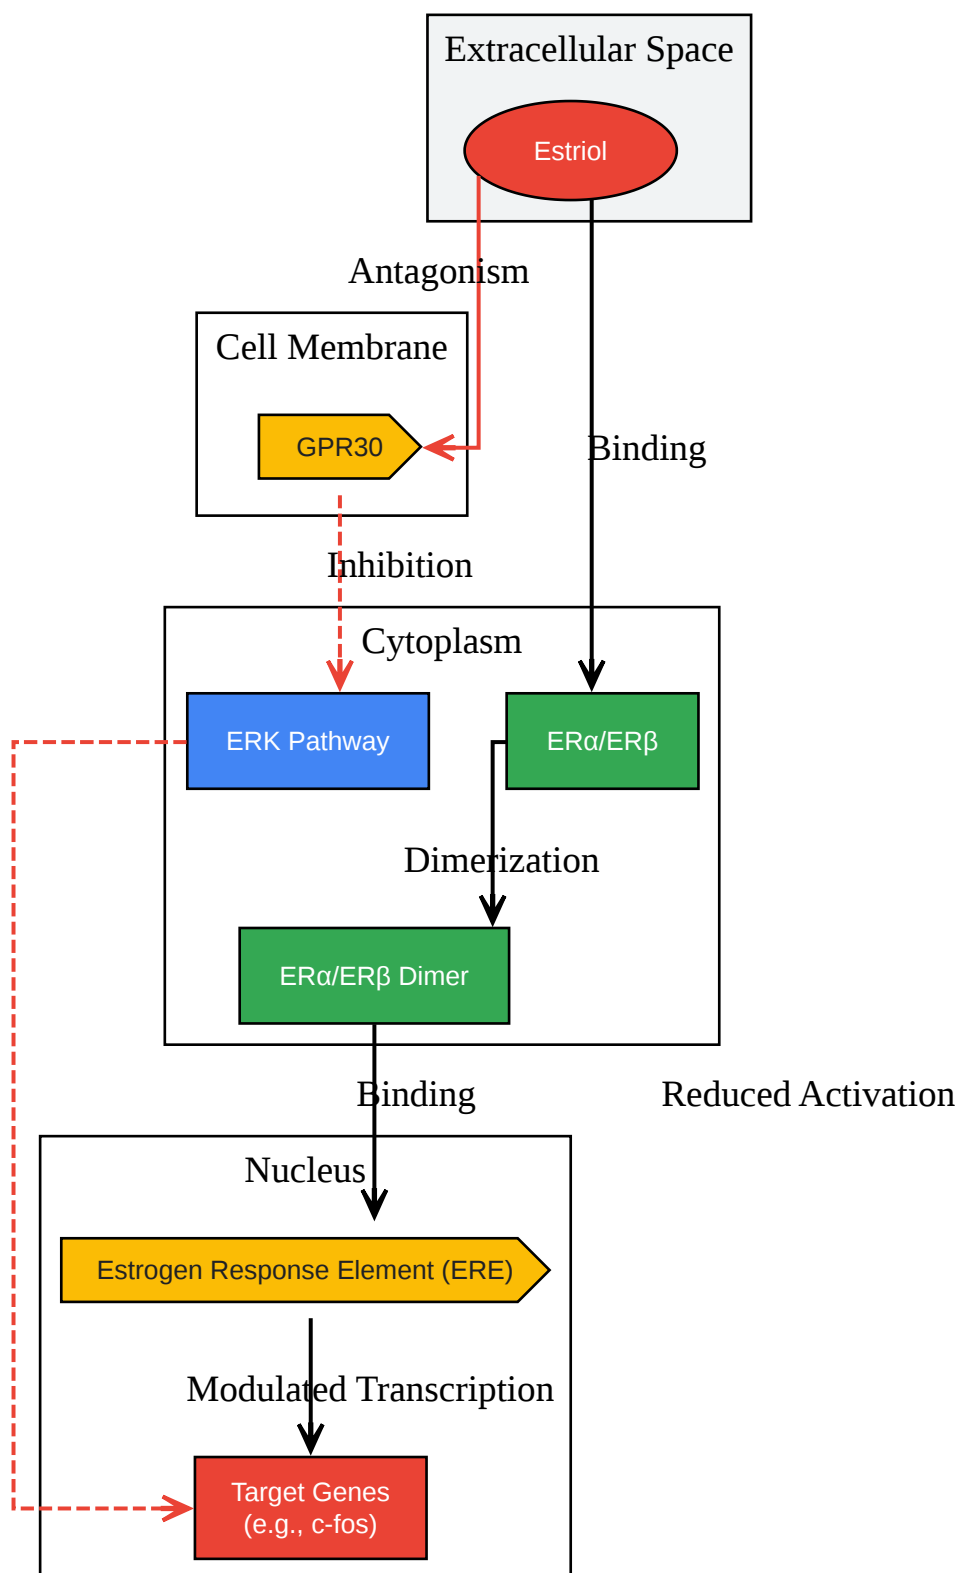 Extracellular Space
Estriol
Antagonism
Cell Membrane
GPR30
Binding
Inhibition
Cytoplasm
ERK Pathway
ERα/ERβ
Dimerization
ERα/ERβ Dimer
Binding
Reduced Activation
Nucleus
Estrogen Response Element (ERE)
Modulated Transcription
Target Genes
(e.g., c-fos)